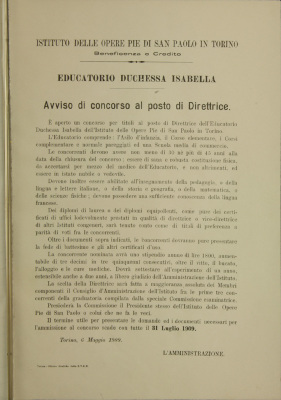 ISTITUTO DELLE OPERE PIE DI SAN PAOLO IN TORINO
Beneficenza e Credito
EDUCATORIO DUCHESSA ISABELLA
Avviso di concorso al posto di Direttrice.
È aperto un concorso per titoli al posto di Direttrice dell'Educatorio
Duchessa Isabella dell'Istituto delle Opere Pie di San Paolo in Torino.
L'Educatorio comprende: l'Asilo d'infanzia, il Corso elementare, i Corsi
complementare e normale pareggiati ed una Scuola media di commercio.
Le concorrenti devono avere non meno di 30 nè più di 45 anni alla
data della chiusura del concorso; essere di sana e robusta costituzione fisica,
da accertarsi per mezzo del medico dell'Educatorio, e non altrimenti, ed
essere in istato nubile o vedovile.
Devono inoltre essere abilitate all'insegnamento della pedagogia, o della
lingua e lettere italiane, o della storia e geografia, o della matematica, o
delle scienze fisiche; devono possedere una sufficiente conoscenza della lingua
francese.
Dei diplomi di laurea e dei diplomi equipollenti, come pure dei certi-
ficati di uffici lodevolmente prestati in qualità di direttrice o vice-direttrice
di altri istituti congeneri, sarà tenuto conto come di titoli di preferenza a
parità di voti fra le concorrenti.
Oltre i documenti sopra indicati, le concorrenti dovranno pure presentare la
fede di battesimo e gli altri certificati d'uso.
La concorrente nominata avrà uno stipendio annuo di lire 1800, aumen-
tabile di tre decimi in tre quinquenni consecutivi, oltre il vitto, il bucato,
l'alloggio e le cure mediche. Dovrà sottostare all'esperimento di un anno,
estensibile anche a due anni, a libero giudizio dell'Amministrazione dell'Istituto.
La scelta della Direttrice sarà fatta a maggioranza assoluta dei Membri
componenti il Consiglio d'Amministrazione dell'Istituto fra le prime tre con-
correnti della graduatoria compilata dalla speciale Commissione esaminatrice.
Presiederà la Commissione il Presidente stesso dell'Istituto delle Opere
Pie di San Paolo o colui che ne fa le veci.
Il termine utile per presentare le domande ed i documenti necessari per
l'ammissione al concorso scade con tutto il 31 Luglio 1909.
Torino, 5 Maggio 1909.
L'AMMINISTRAZIONE.